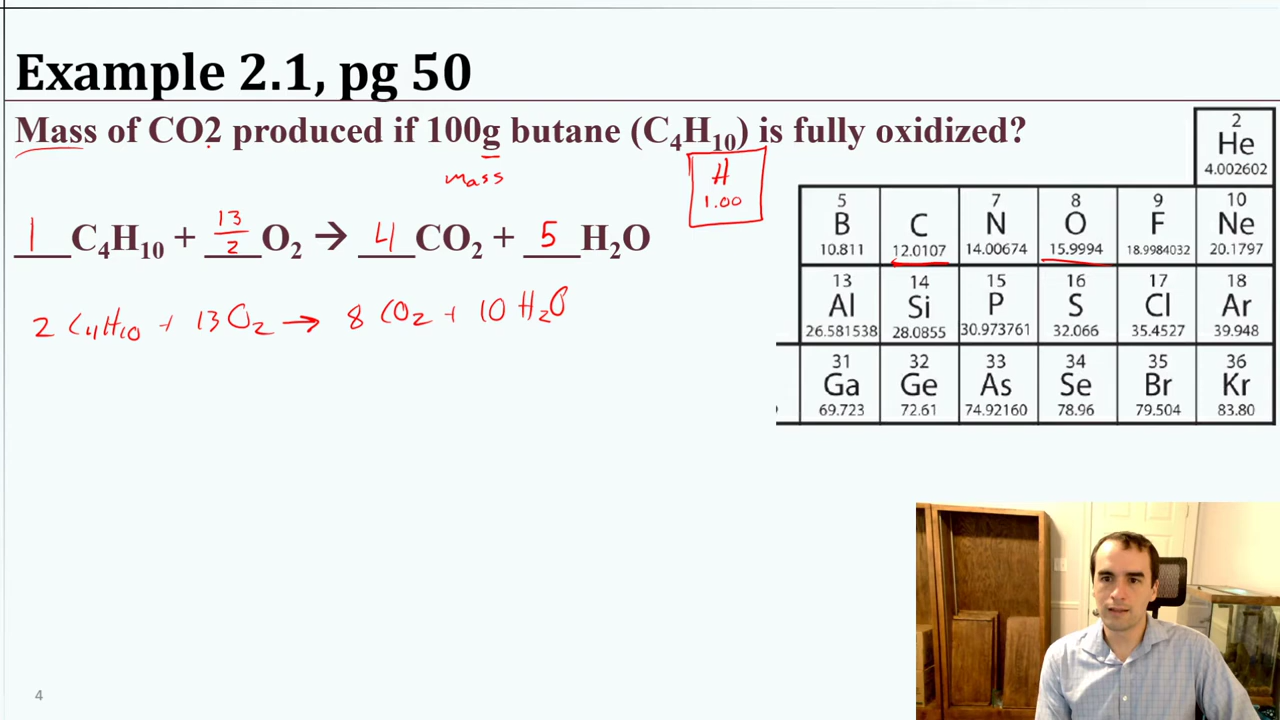 Example 2.1, pg 50
Mass of CO2 produced if 100g butane (C₄H₁₀) is fully oxidized?
mass
H
1.00
1 C₄H₁₀ + 13/2 O₂ → 4 CO₂ + 5 H₂O
2 C₄H₁₀ + 13 O₂ → 8 CO₂ + 10 H₂O
2
He
4.002602
5 7 8 9 10
B C N O F Ne
10.811 12.0107 14.00674 15.9994 18.9984032 20.1797
13 14 15 16 17 18
Al Si P S Cl Ar
26.581538 28.0855 30.973761 32.066 35.4527 39.948
31 32 33 34 35 36
Ga Ge As Se Br Kr
69.723 72.61 74.92160 78.96 79.504 83.80
4